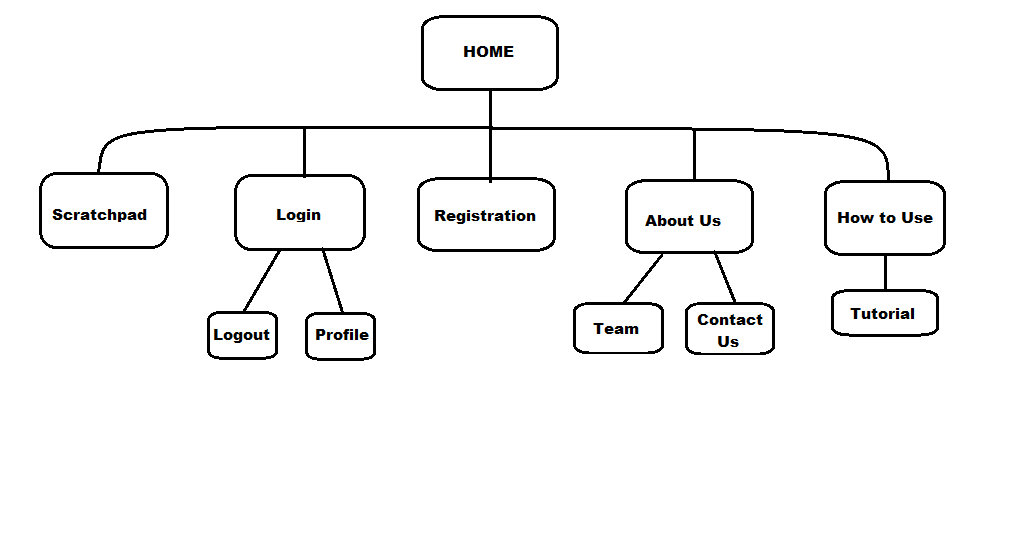 HOME
Scratchpad
Login
Registration
About Us
How to Use
Logout
Profile
Team
Contact
Us
Tutorial